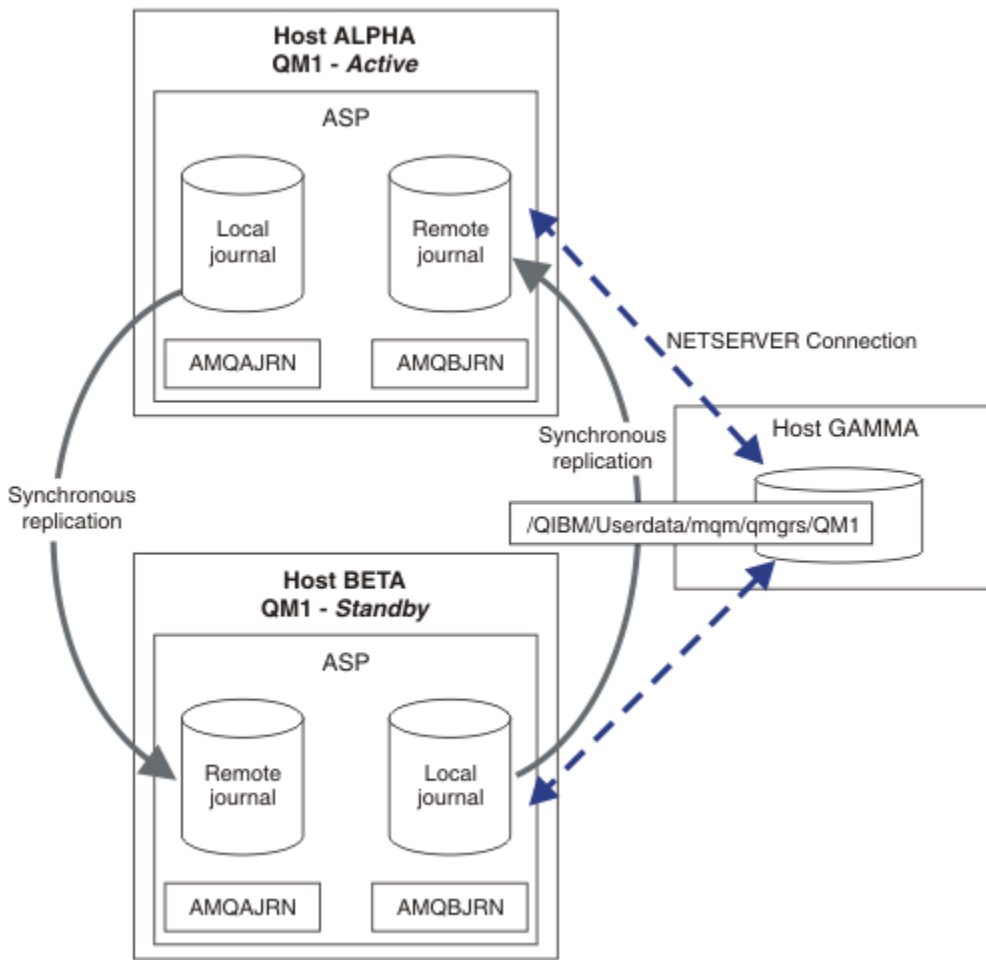 Host ALPHA
QM1 - Active
ASP
Local
journal
Remote
journal
AMQAJRN
AMQBJRN
NETSERVER Connection
Host GAMMA
/QIBM/Userdata/mqm/qmgrs/QM1
Synchronous
replication
Synchronous
replication
Host BETA
QM1 - Standby
ASP
Remote
journal
Local
journal
AMQAJRN
AMQBJRN